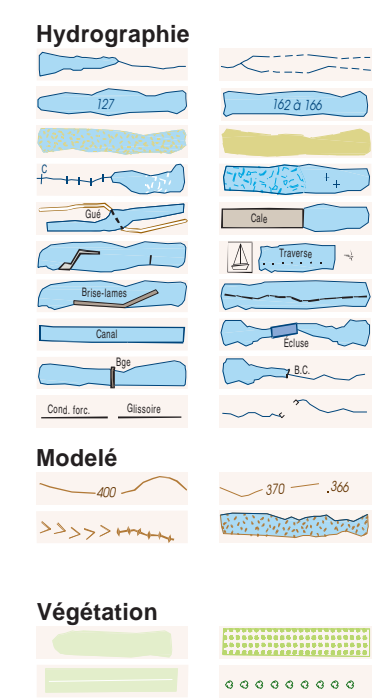 Hydrographie
127 162 à 166
C
Gué Cale
Traverse
Brise-lames
Canal Écluse
Bge B.C.
Cond. forc. Glissoire
Modelé
400 370 .366
Végétation